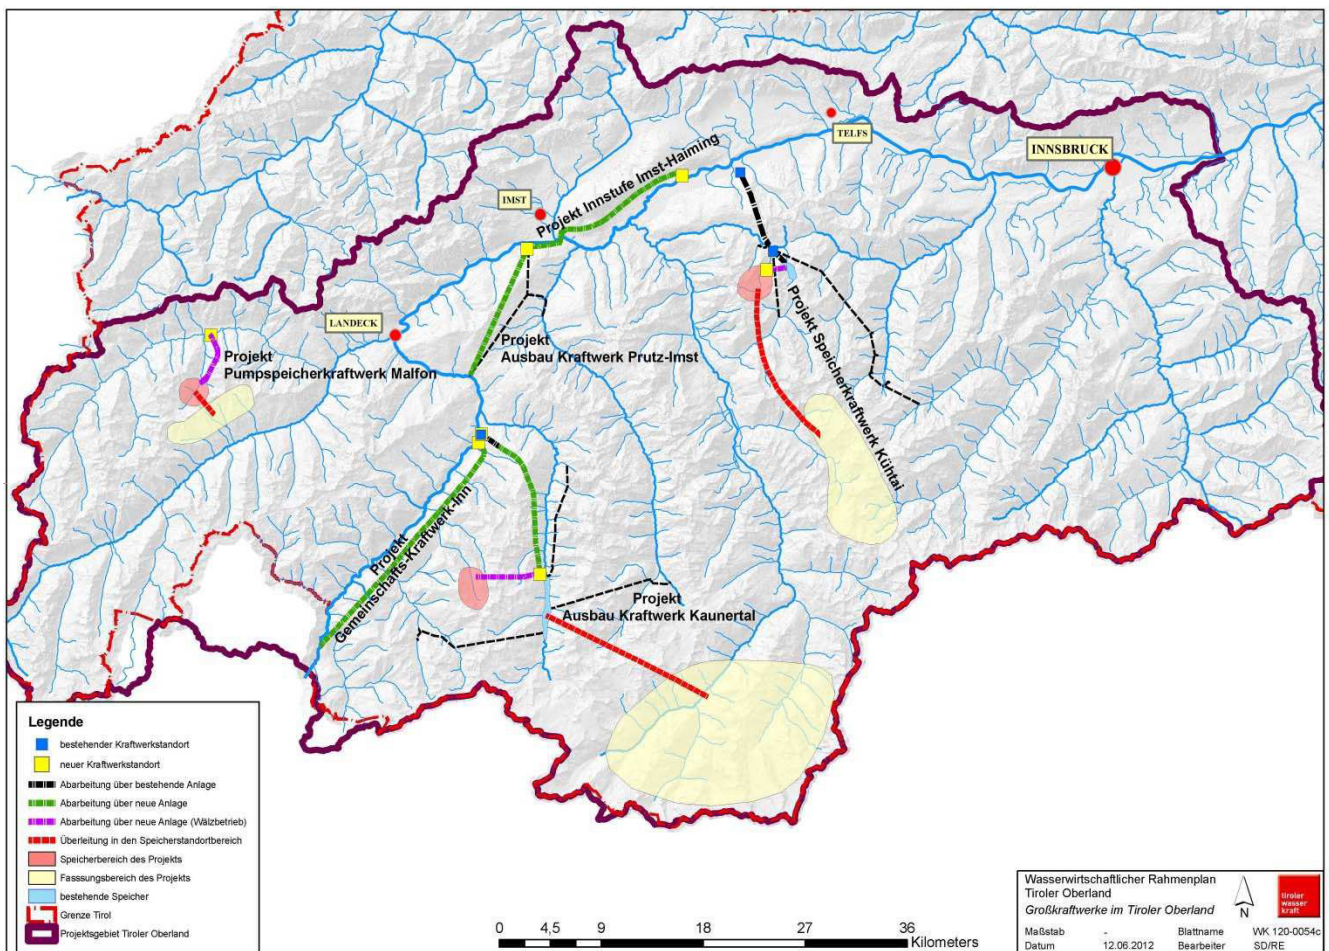 TELFS
INNSBRUCK
IMST
Projekt Innstufe Imst-Haiming
LANDECK
Projekt
Ausbau Kraftwerk Prutz-Imst
Projekt
Pumpspeicherkraftwerk Malfon
Projekt Speicherkraftwerk Kühtai
Projekt
Gemeinschafts-Kraftwerk-Inn
Projekt
Ausbau Kraftwerk Kaunertal
Legende
bestehender Kraftwerkstandort
neuer Kraftwerkstandort
Abarbeitung über bestehende Anlage
Abarbeitung über neue Anlage
Abarbeitung über neue Anlage (Wälzbetrieb)
Überleitung in den Speicherstandortbereich
Speicherbereich des Projekts
Fasssungsbereich des Projekts
bestehende Speicher
Grenze Tirol
Projektsgebiet Tiroler Oberland
0 4,5 9 18 27 36
Kilometers
Wasserwirtschaftlicher Rahmenplan
Tiroler Oberland
Großkraftwerke im Tiroler Oberland
N
tiroler
wasser
kraft
Maßstab - Blattname WK 120-0054c
Datum 12.06.2012 Bearbeiter SD/RE